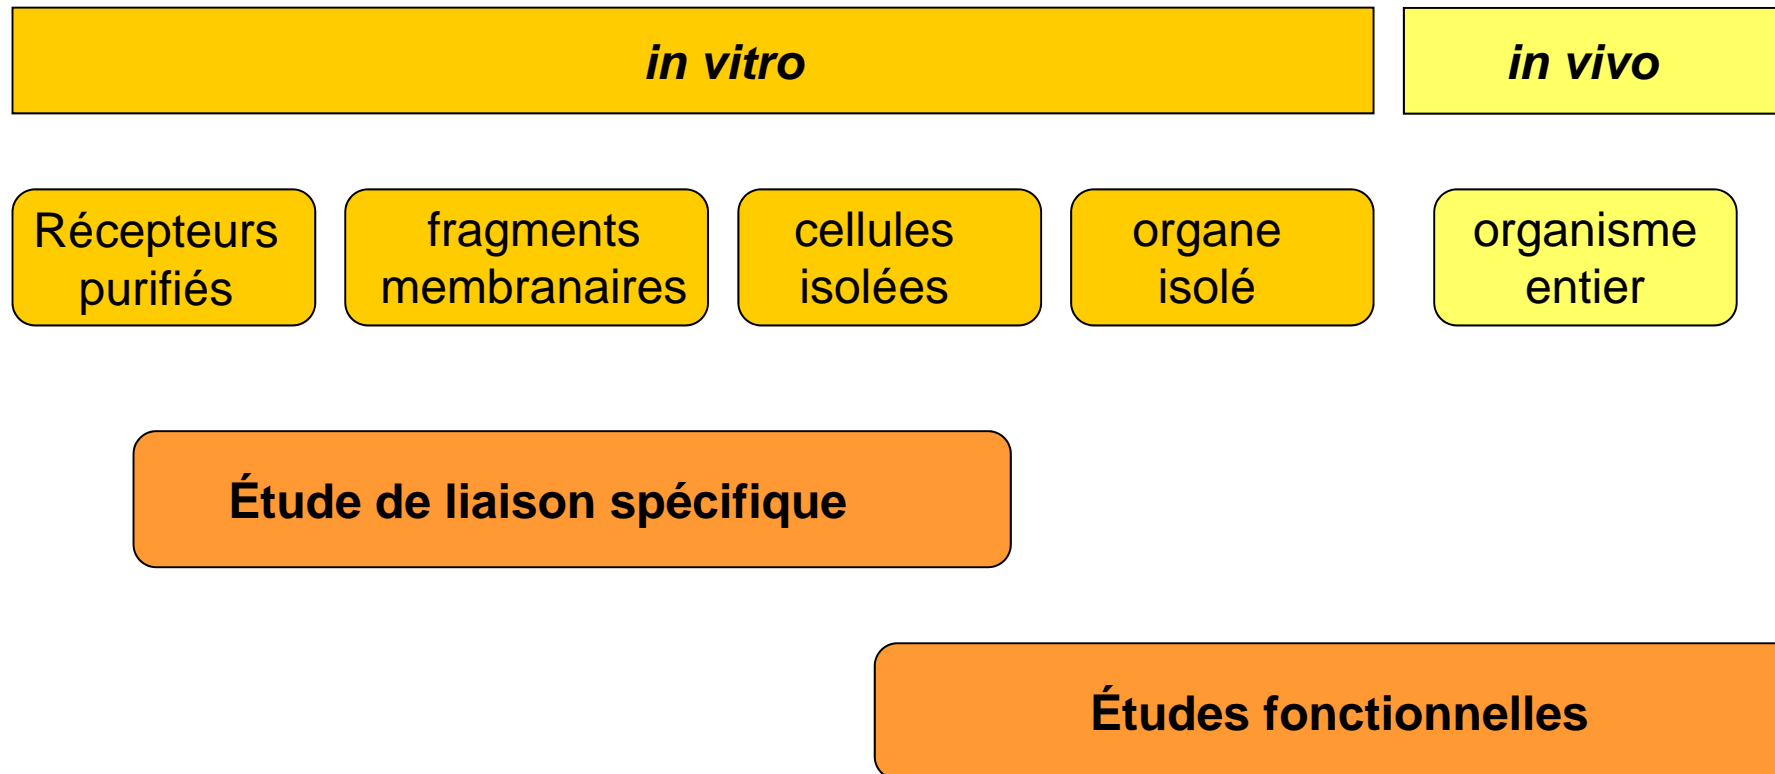 in vitro
in vivo
Récepteurs
purifiés
fragments
membranaires
cellules
isolées
organe
isolé
organisme
entier
Étude de liaison spécifique
Études fonctionnelles